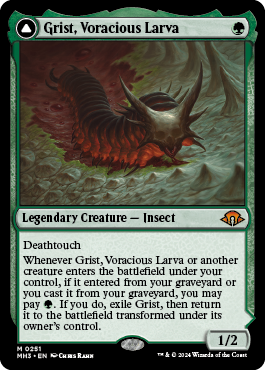 Grist, Voracious Larva
Legendary Creature — Insect
Deathtouch
Whenever Grist, Voracious Larva or another
creature enters the battlefield under your
control, if it entered from your graveyard or
you cast it from your graveyard, you may
pay. If you do, exile Grist, then return
it to the battlefield transformed under its
owner's control.
1/2
M 0251
MH3 • EN Chris Rahn
™ & © 2024 Wizards of the Coast